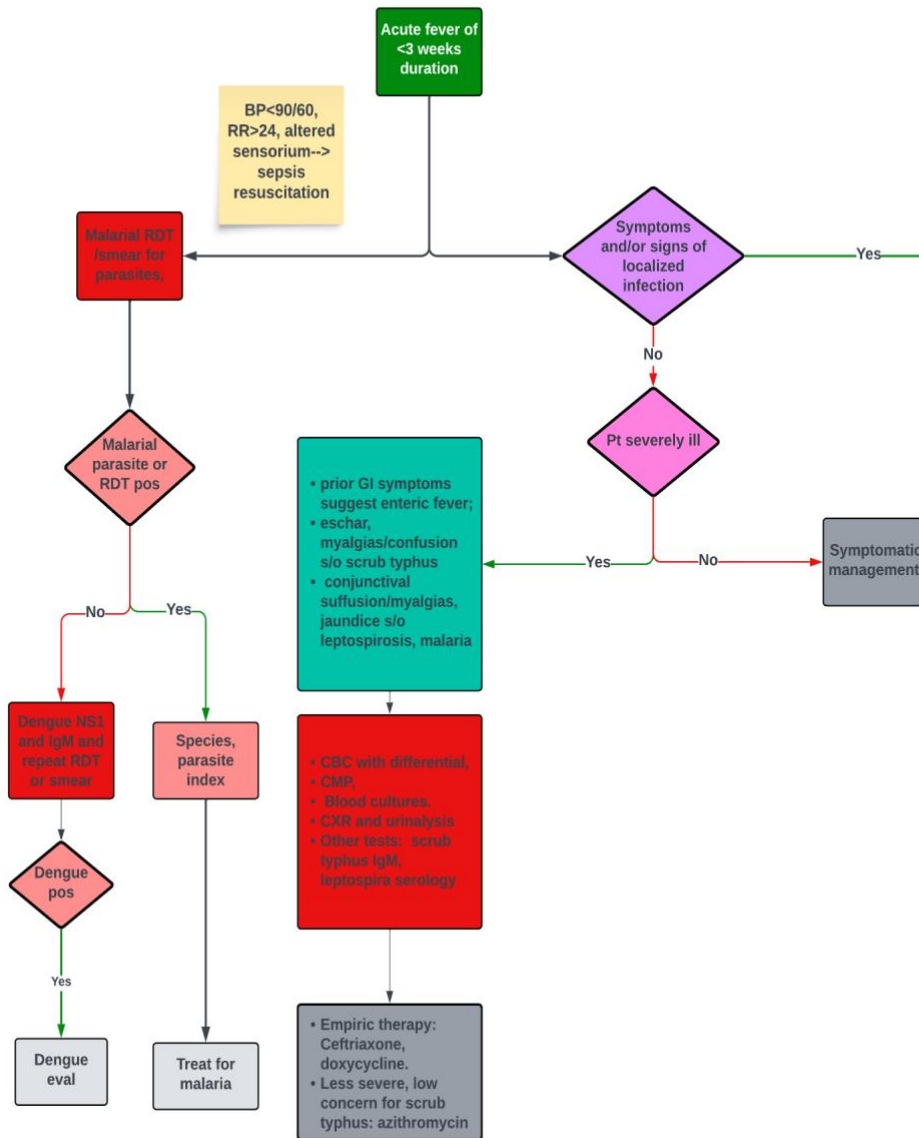 Acute fever of
<3 weeks
duration
BP<90/60,
RR>24, altered
sensorium-->
sepsis
resuscitation
Malarial RDT
/smear for
parasites,
Symptoms
and/or signs of
localized
infection
Yes
No
Malarial
parasite or
RDT pos
Pt severely ill
• prior GI symptoms
suggest enteric fever;
• eschar,
myalgias/confusion
s/o scrub typhus
• conjunctival
suffusion/myalgias,
jaundice s/o
leptospirosis, malaria
Yes
No
Symptomatic
management
No
Yes
Dengue NS1
and IgM and
repeat RDT
or smear
Species,
parasite
index
• CBC with differential,
• CMP,
• Blood cultures.
• CXR and urinalysis
• Other tests: scrub
typhus IgM,
leptospira serology
Dengue
pos
Yes
Dengue
eval
Treat for
malaria
• Empiric therapy:
Ceftriaxone,
doxycycline.
• Less severe, low
concern for scrub
typhus: azithromycin